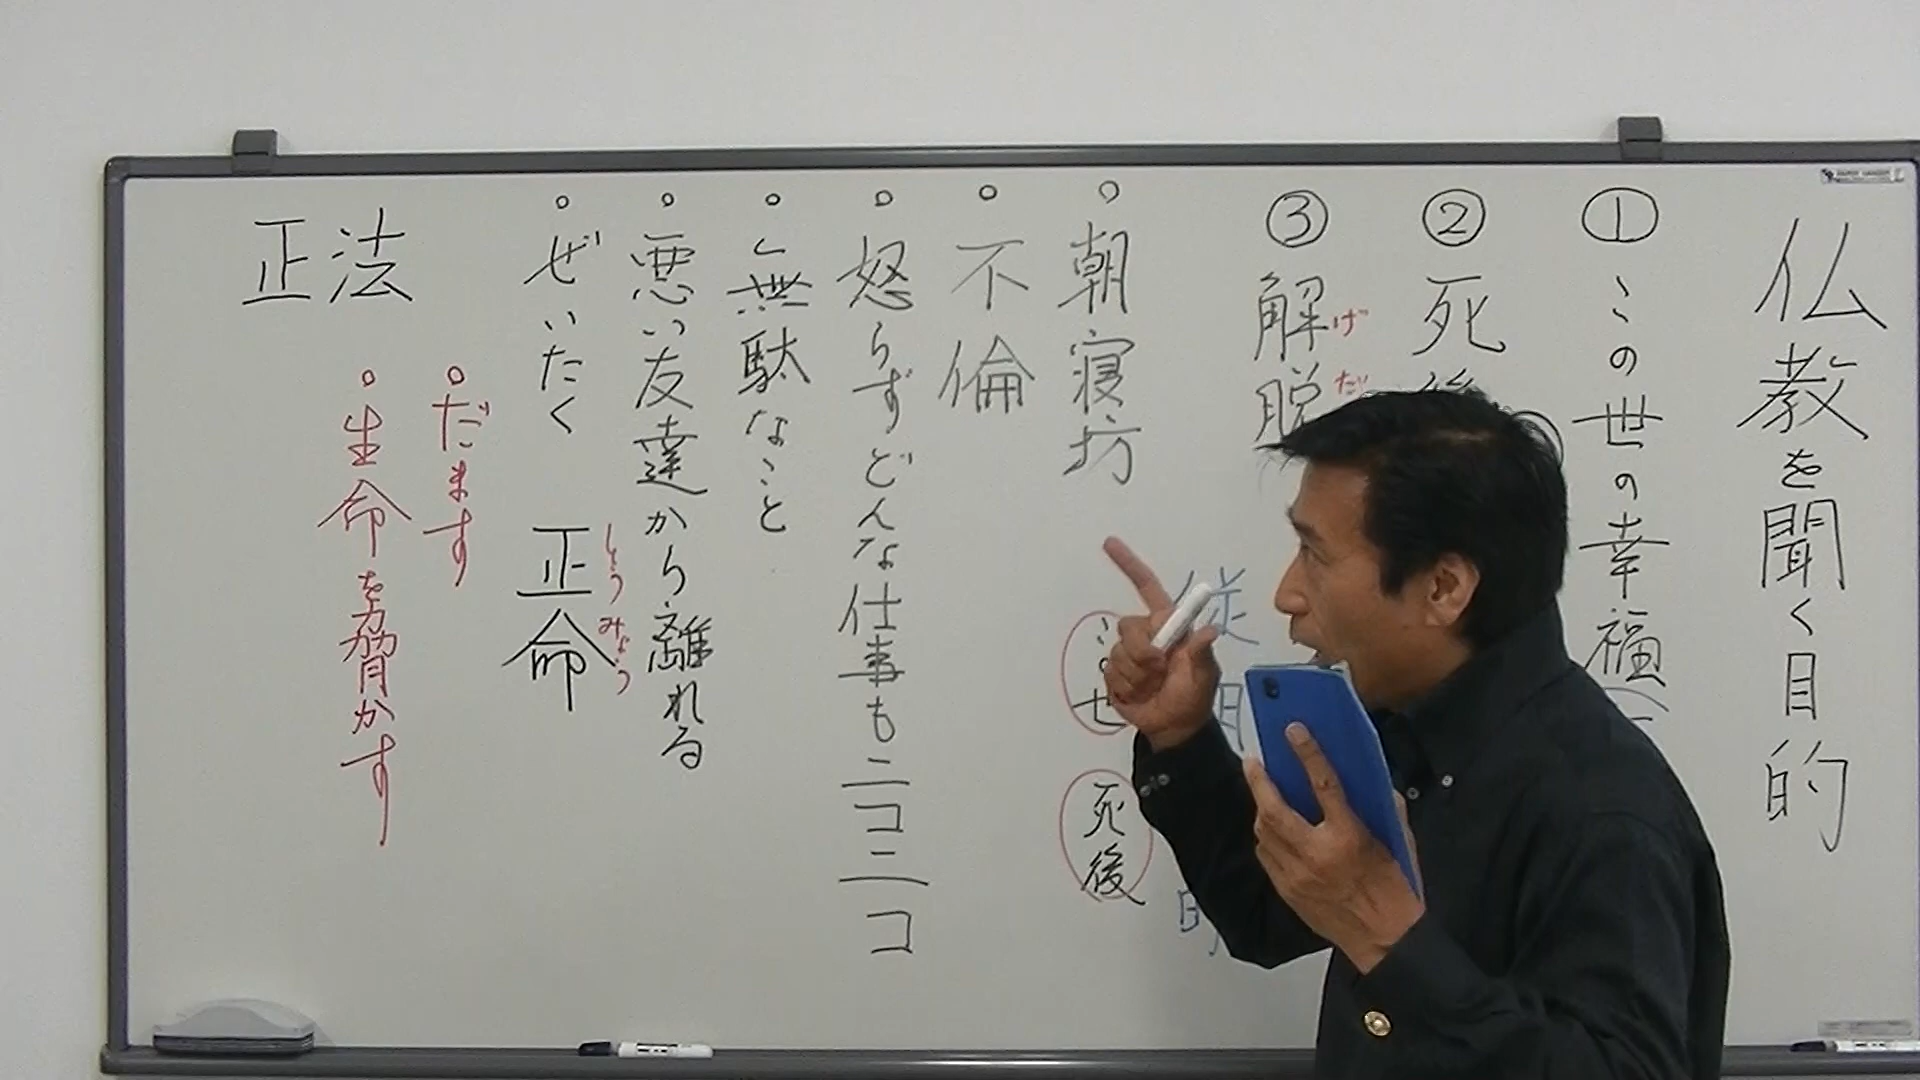 仏教を聞く目的
①この世の幸福
②死後
③解脱
げだ
○朝寝坊
世
死後
○不倫
○怒らずどんな仕事もニコニコ
○無駄なこと
○悪い友達から離れる
○ぜいたく 正命
しょうみょう
正法
○だます
○生命を脅かす